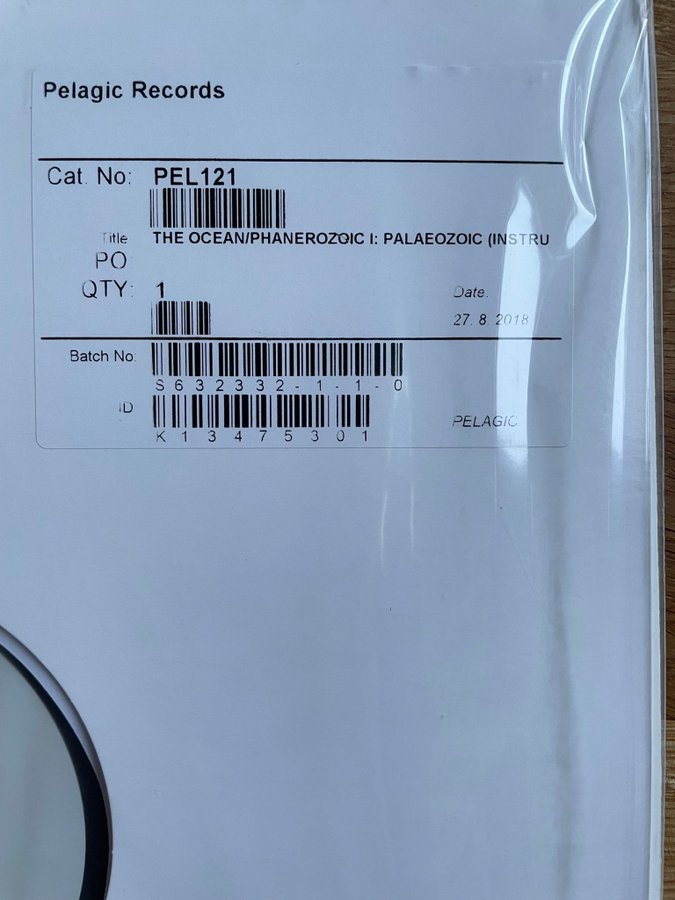 Pelagic Records
Cat. No: PEL121
Title THE OCEAN/PHANEROZOIC I: PALAEOZOIC (INSTRU
PO
QTY: 1
Date.
27. 8. 2018
Batch No:
S632332-1-1-0
ID
K13475301
PELAGIC